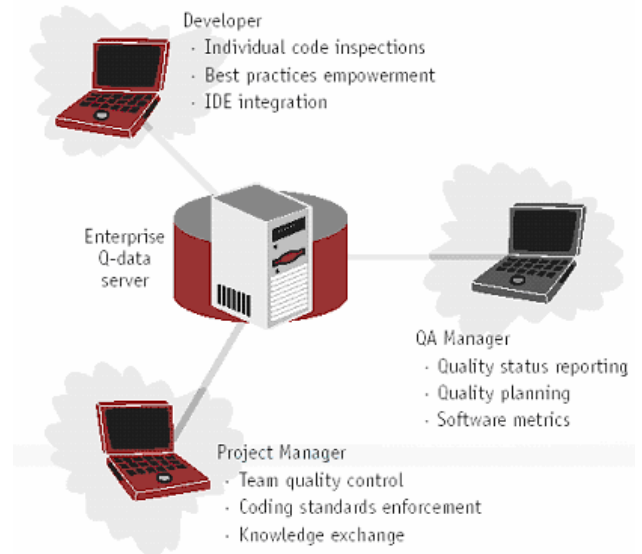 Developer
· Individual code inspections
· Best practices empowerment
· IDE integration
Enterprise
Q-data
server
QA Manager
· Quality status reporting
· Quality planning
· Software metrics
Project Manager
· Team quality control
· Coding standards enforcement
· Knowledge exchange